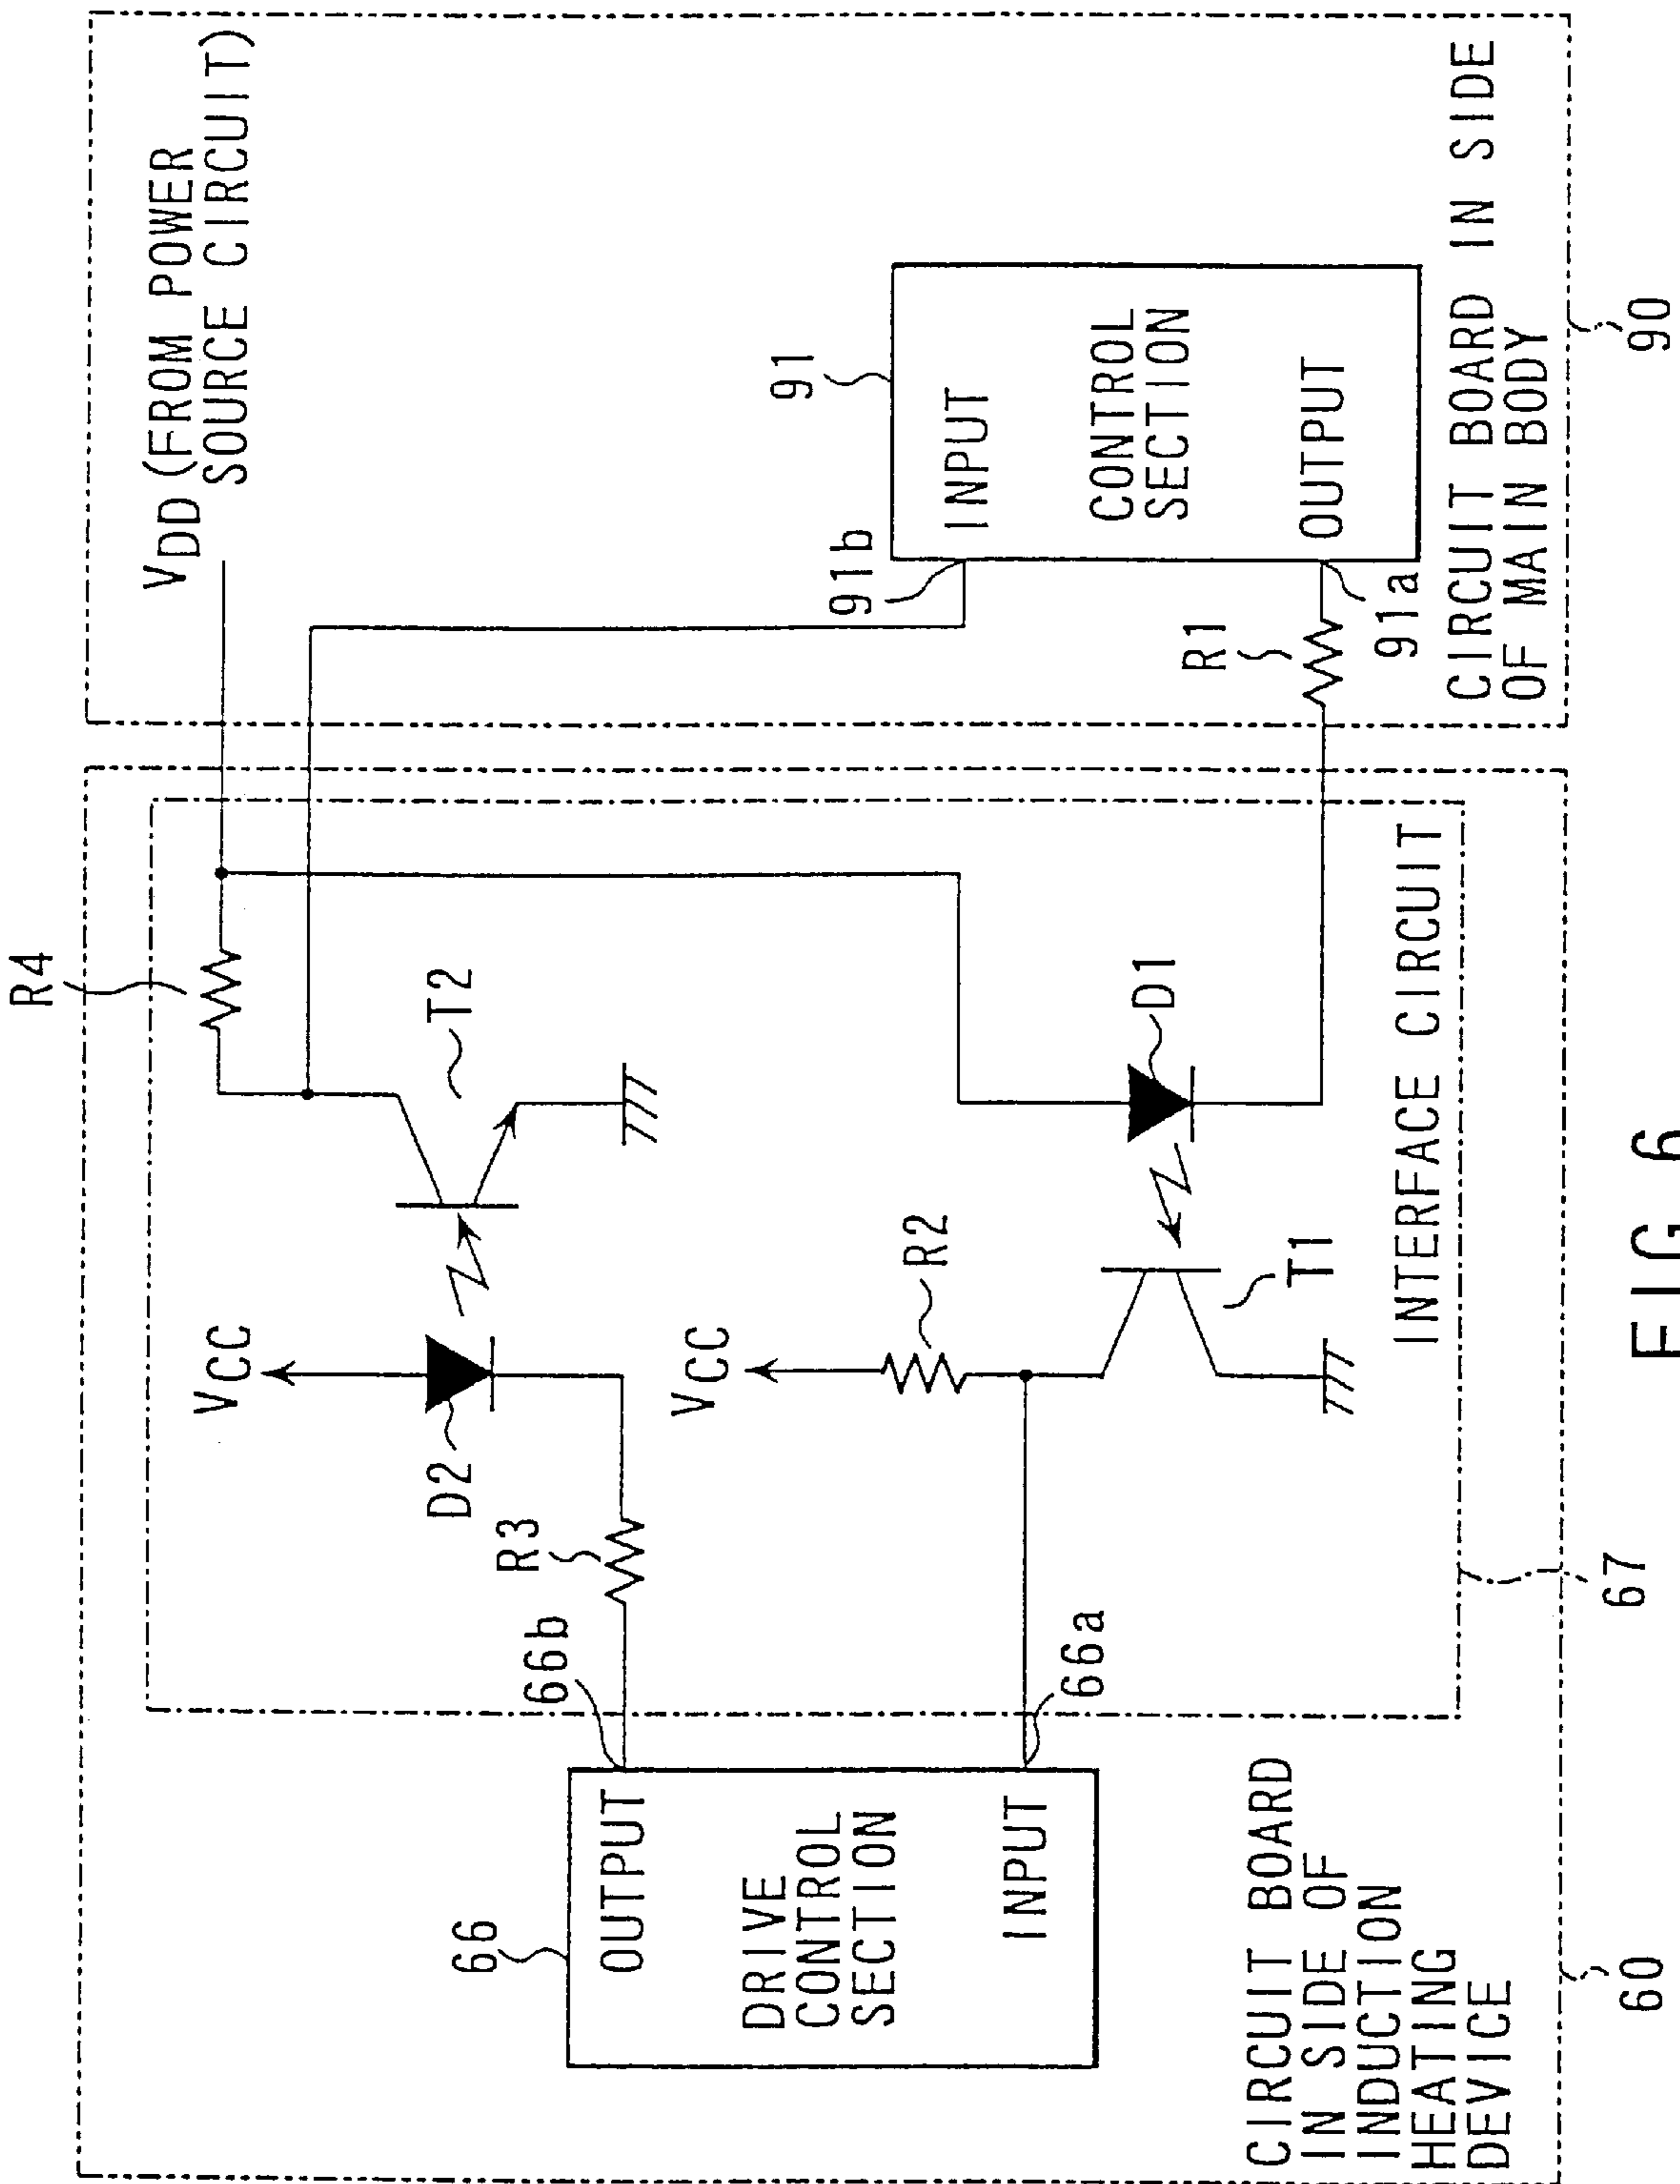 R4
VDD (FROM POWER
SOURCE CIRCUIT)
VCC
D2
T2
R3
66b
66
OUTPUT
DRIVE
CONTROL
SECTION
INPUT
66a
VCC
R2
T1
D1
91
91b
INPUT
CONTROL
SECTION
OUTPUT
R1
91a
CIRCUIT BOARD
IN SIDE OF
INDUCTION
HEATING
DEVICE
INTERFACE CIRCUIT
CIRCUIT BOARD IN SIDE
OF MAIN BODY
60
67
90
FIG.6